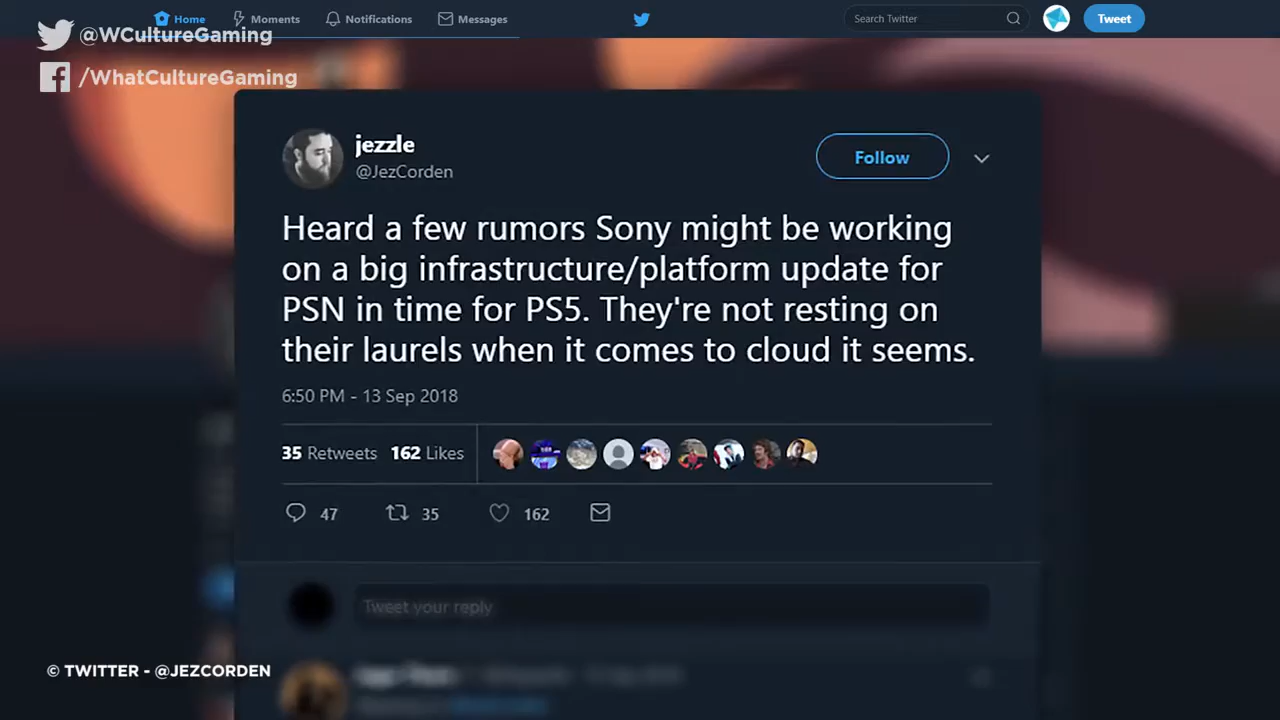 Home
Moments
Notifications
Messages
Search Twitter
Tweet
@WCultureGaming
/WhatCultureGaming
jezzle
@JezCorden
Follow
Heard a few rumors Sony might be working
on a big infrastructure/platform update for
PSN in time for PS5. They're not resting on
their laurels when it comes to cloud it seems.
6:50 PM - 13 Sep 2018
35 Retweets 162 Likes
47 35 162
Tweet your reply
© TWITTER - @JEZCORDEN